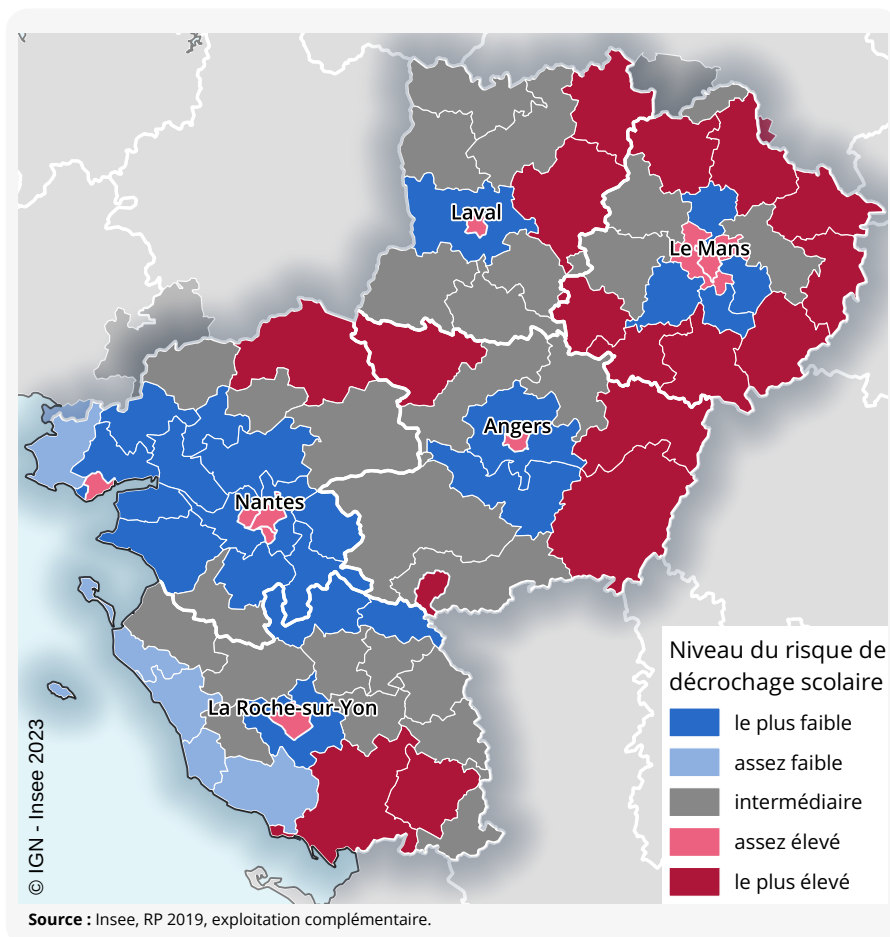 Laval
Le Mans
Angers
Nantes
La Roche-sur-Yon
Niveau du risque de
décrochage scolaire
le plus faible
assez faible
intermédiaire
assez élevé
le plus élevé
© IGN - Insee 2023
Source : Insee, RP 2019, exploitation complémentaire.